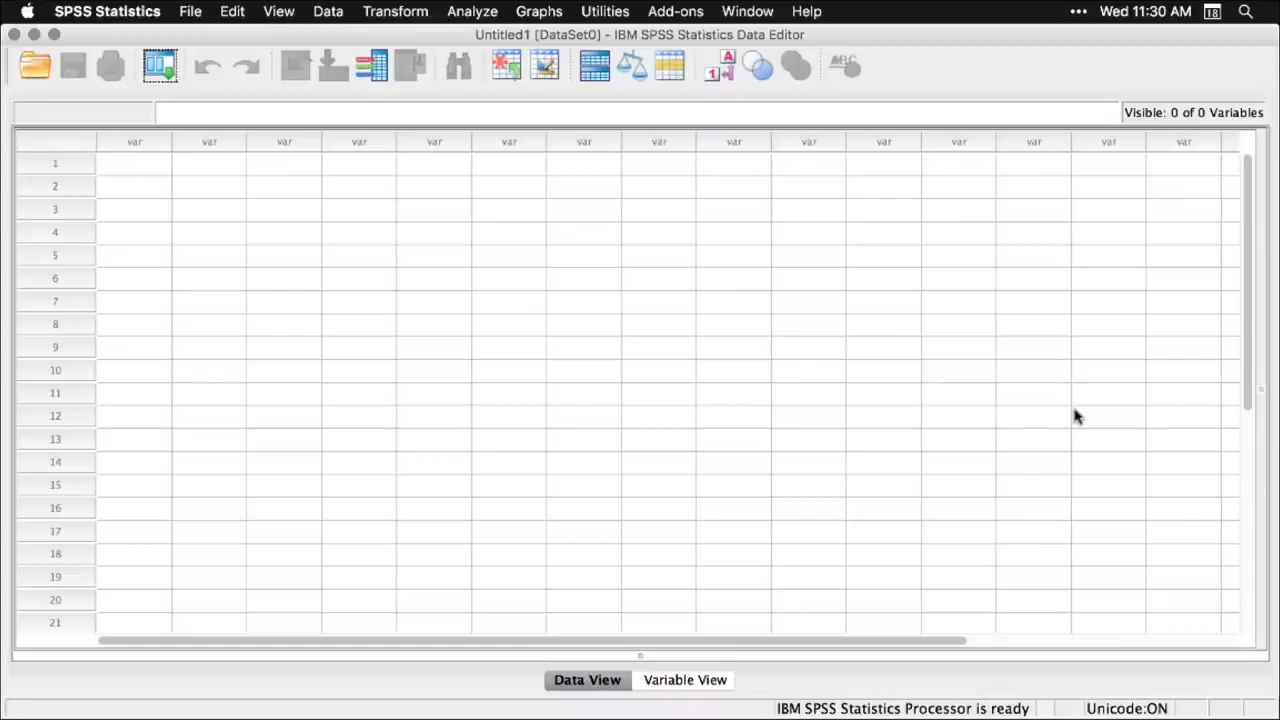 SPSS Statistics File Edit View Data Transform Analyze Graphs Utilities Add-ons Window Help ••• Wed 11:30 AM 18
Untitled1 [DataSet0] - IBM SPSS Statistics Data Editor
1 A
ABC
Visible: 0 of 0 Variables
var var var var var var var var var var var var var var var
1
2
3
4
5
6
7
8
9
10
11
12
13
14
15
16
17
18
19
20
21
Data View Variable View
IBM SPSS Statistics Processor is ready Unicode:ON